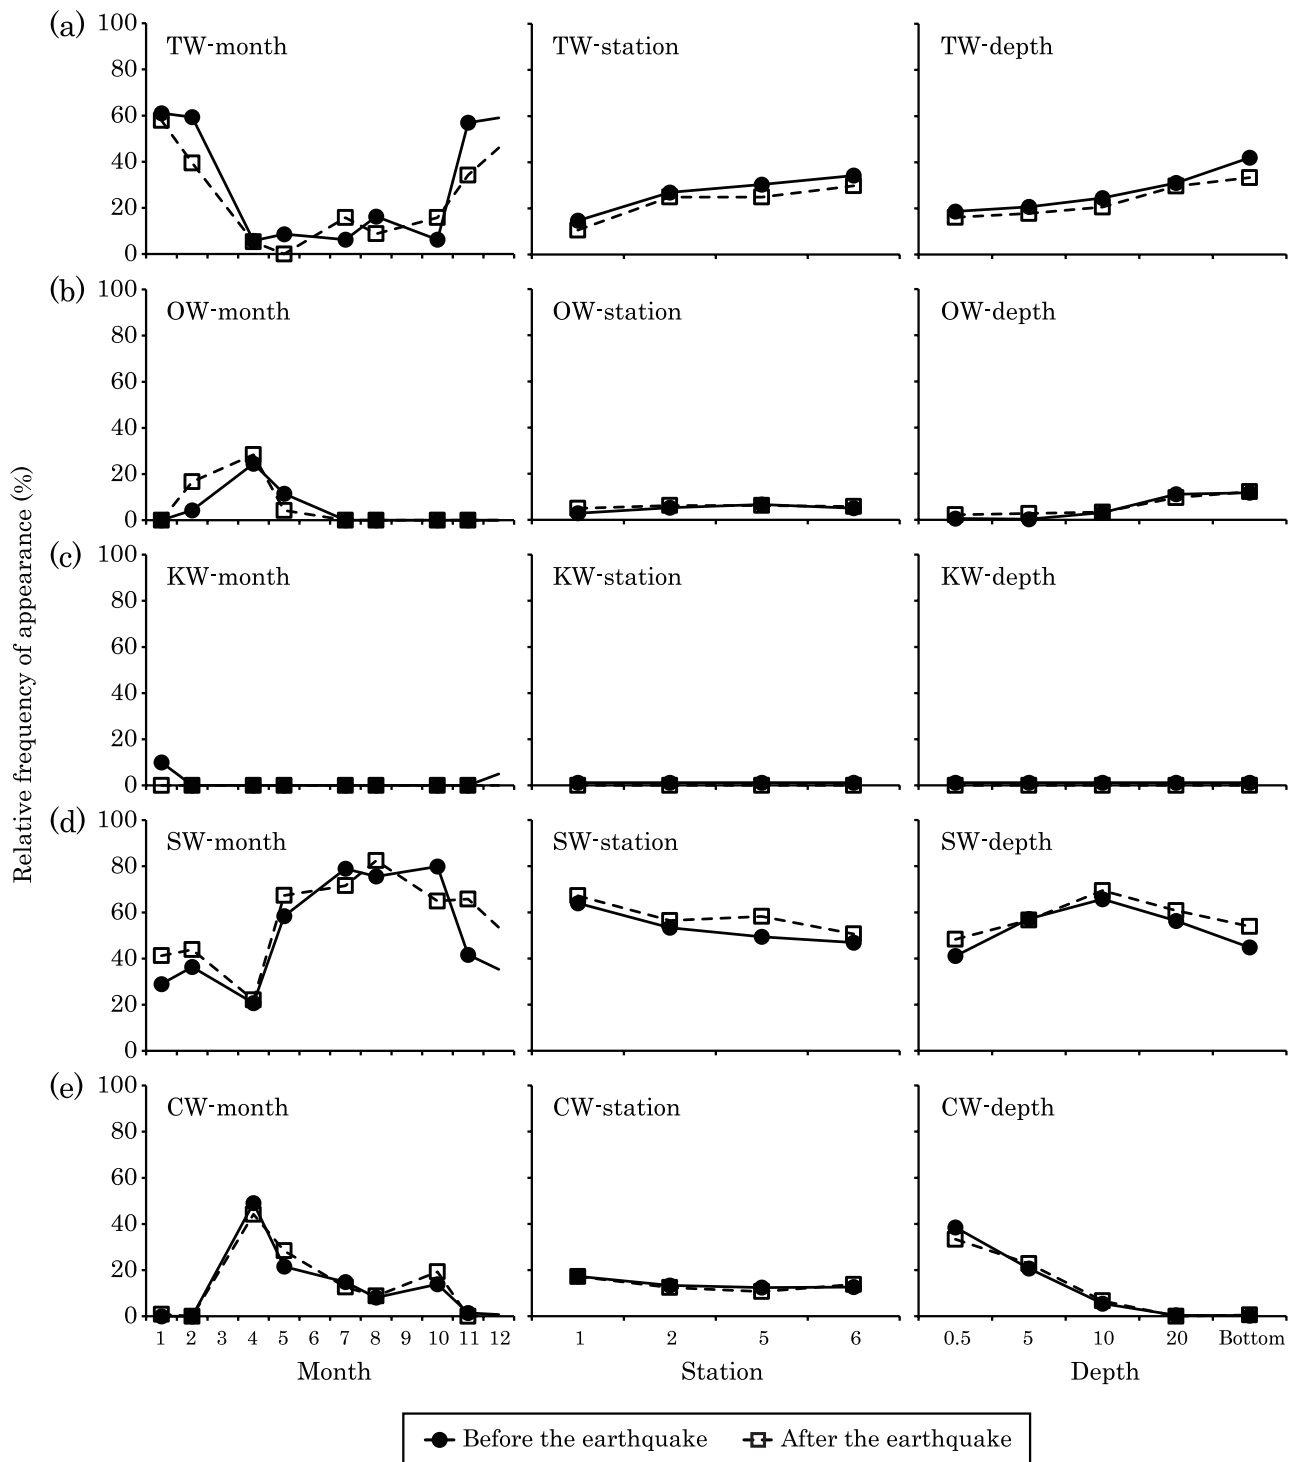 (a)
TW-month
TW-station
TW-depth
100
80
60
40
20
0
(b)
OW-month
OW-station
OW-depth
100
80
60
40
20
0
(c)
KW-month
KW-station
KW-depth
100
80
60
40
20
0
(d)
SW-month
SW-station
SW-depth
100
80
60
40
20
0
(e)
CW-month
CW-station
CW-depth
100
80
60
40
20
0
Relative frequency of appearance (%)
1 2 3 4 5 6 7 8 9 10 11 12
1 2 5 6
0.5 5 10 20 Bottom
Month
Station
Depth
Before the earthquake
After the earthquake